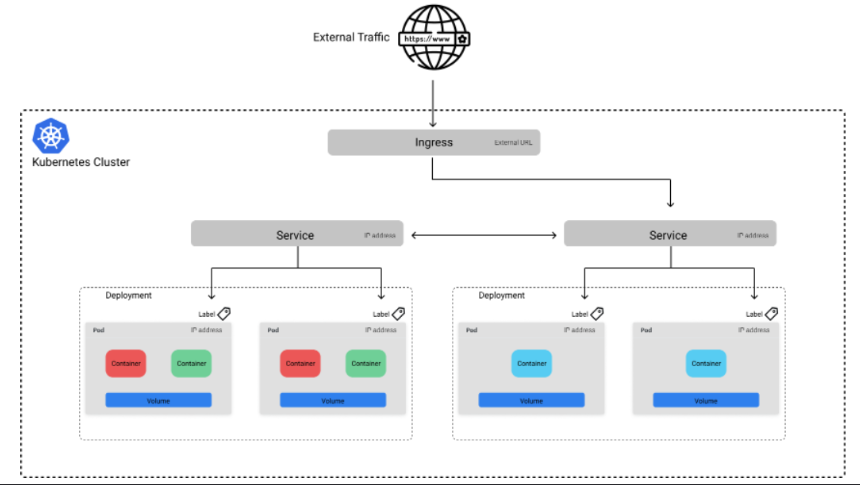 External Traffic
https://www
Kubernetes Cluster
Ingress External URL
Service IP address
Service IP address
Deployment
Label
Label
Pod IP address
Pod IP address
Container Container
Container Container
Volume
Volume
Deployment
Label
Label
Pod IP address
Pod IP address
Container
Container
Volume
Volume